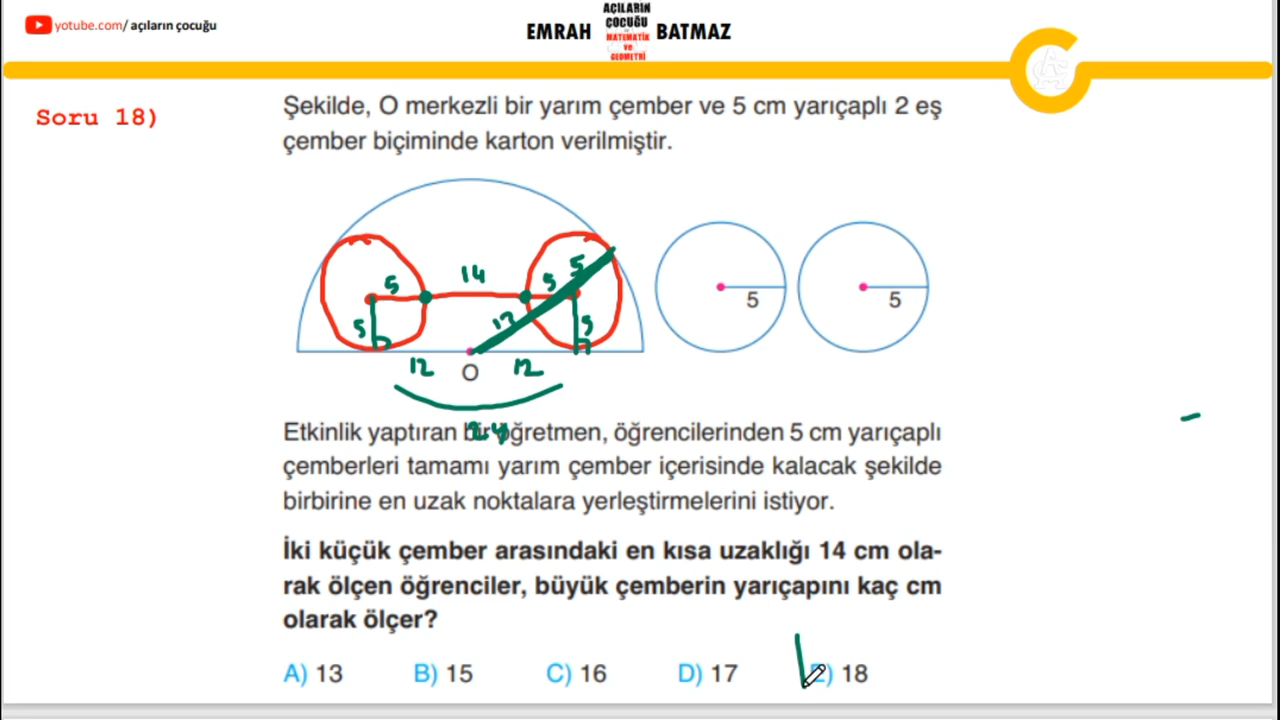 yotube.com/ açıların çocuğu
EMRAH
AÇILARIN
ÇOCUĞU
MATEMATİK
ve
GEOMETRİ
BATMAZ
Soru 18)
Şekilde, O merkezli bir yarım çember ve 5 cm yarıçaplı 2 eş
çember biçiminde karton verilmiştir.
5 14 5 5
5 5
12 O 12
24
5 5
Etkinlik yaptıran bir öğretmen, öğrencilerinden 5 cm yarıçaplı
çemberleri tamamı yarım çember içerisinde kalacak şekilde
birbirine en uzak noktalara yerleştirmelerini istiyor.
İki küçük çember arasındaki en kısa uzaklığı 14 cm ola-
rak ölçen öğrenciler, büyük çemberin yarıçapını kaç cm
olarak ölçer?
A) 13 B) 15 C) 16 D) 17 E) 18